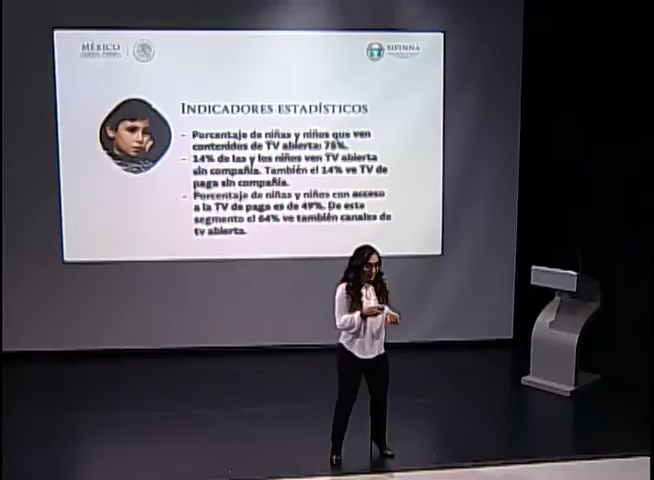 MÉXICO
SIPINNA
INDICADORES ESTADÍSTICOS
- Porcentaje de niñas y niños que ven
contenidos de TV abierta: 75%.
- 14% de las y los niños ven TV abierta
sin compañía. También el 14% ve TV de
paga sin compañía.
- Porcentaje de niñas y niños con acceso
a la TV de paga es de 49%. De este
segmento el 64% ve también canales de
tv abierta.